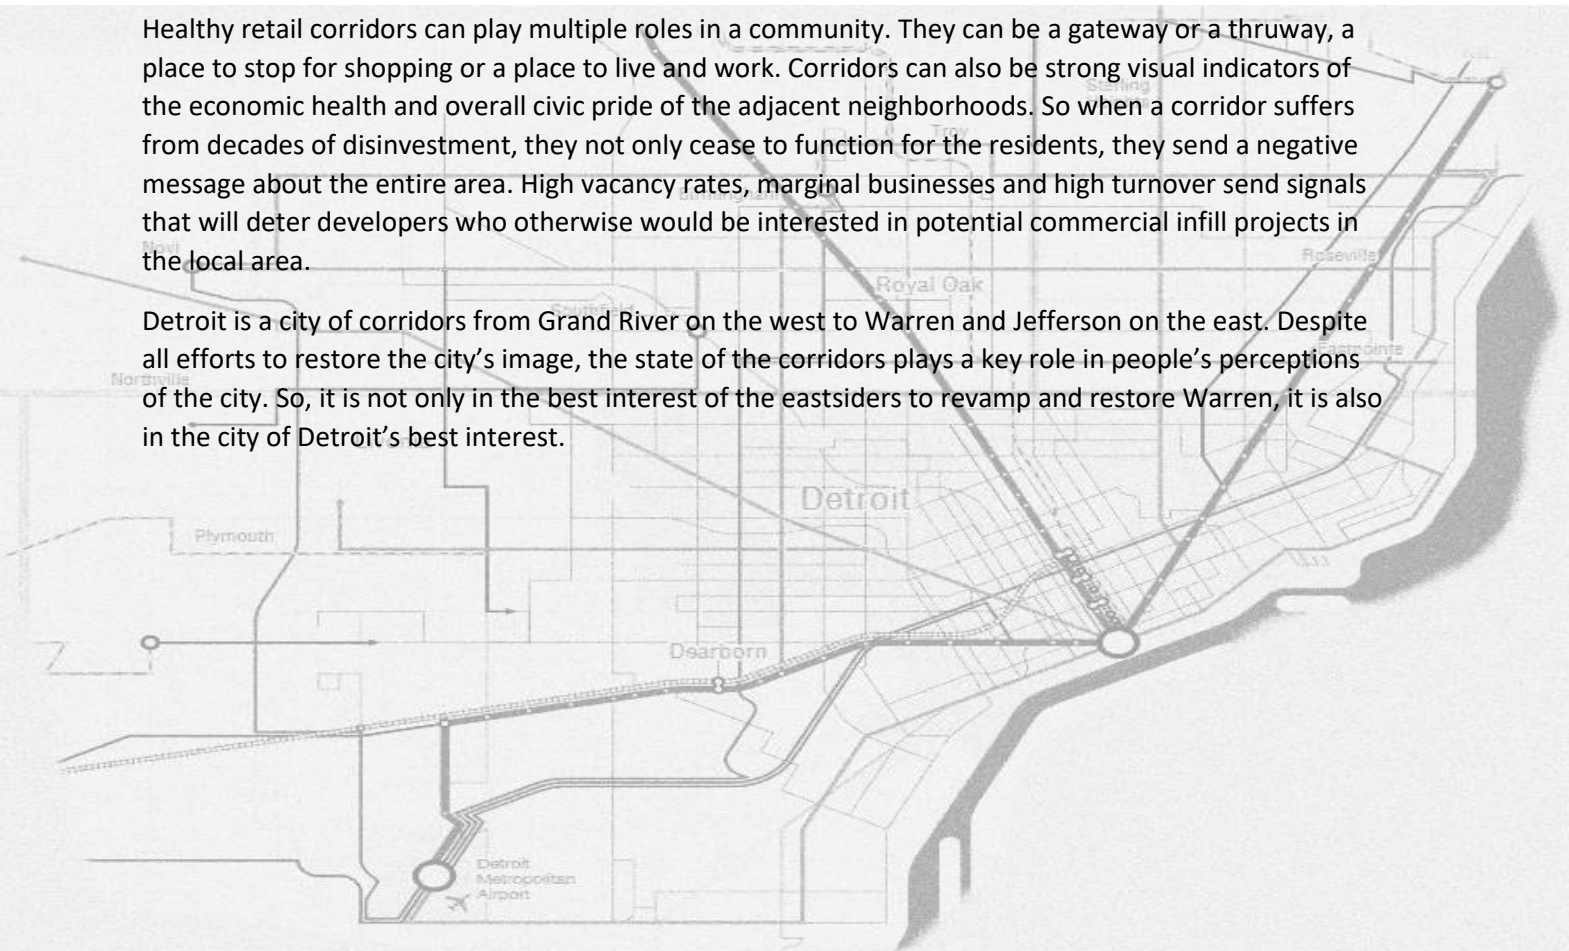 Healthy retail corridors can play multiple roles in a community. They can be a gateway or a thruway, a
place to stop for shopping or a place to live and work. Corridors can also be strong visual indicators of
the economic health and overall civic pride of the adjacent neighborhoods. So when a corridor suffers
from decades of disinvestment, they not only cease to function for the residents, they send a negative
message about the entire area. High vacancy rates, marginal businesses and high turnover send signals
that will deter developers who otherwise would be interested in potential commercial infill projects in
the local area.
Detroit is a city of corridors from Grand River on the west to Warren and Jefferson on the east. Despite
all efforts to restore the city’s image, the state of the corridors plays a key role in people’s perceptions
of the city. So, it is not only in the best interest of the eastsiders to revamp and restore Warren, it is also
in the city of Detroit’s best interest.
Sterling
Troy
Birmingham
Novi
Roseville
Royal Oak
Southfield
Eastpointe
Northville
Detroit
Plymouth
Dearborn
Detroit
Metropolitan
Airport